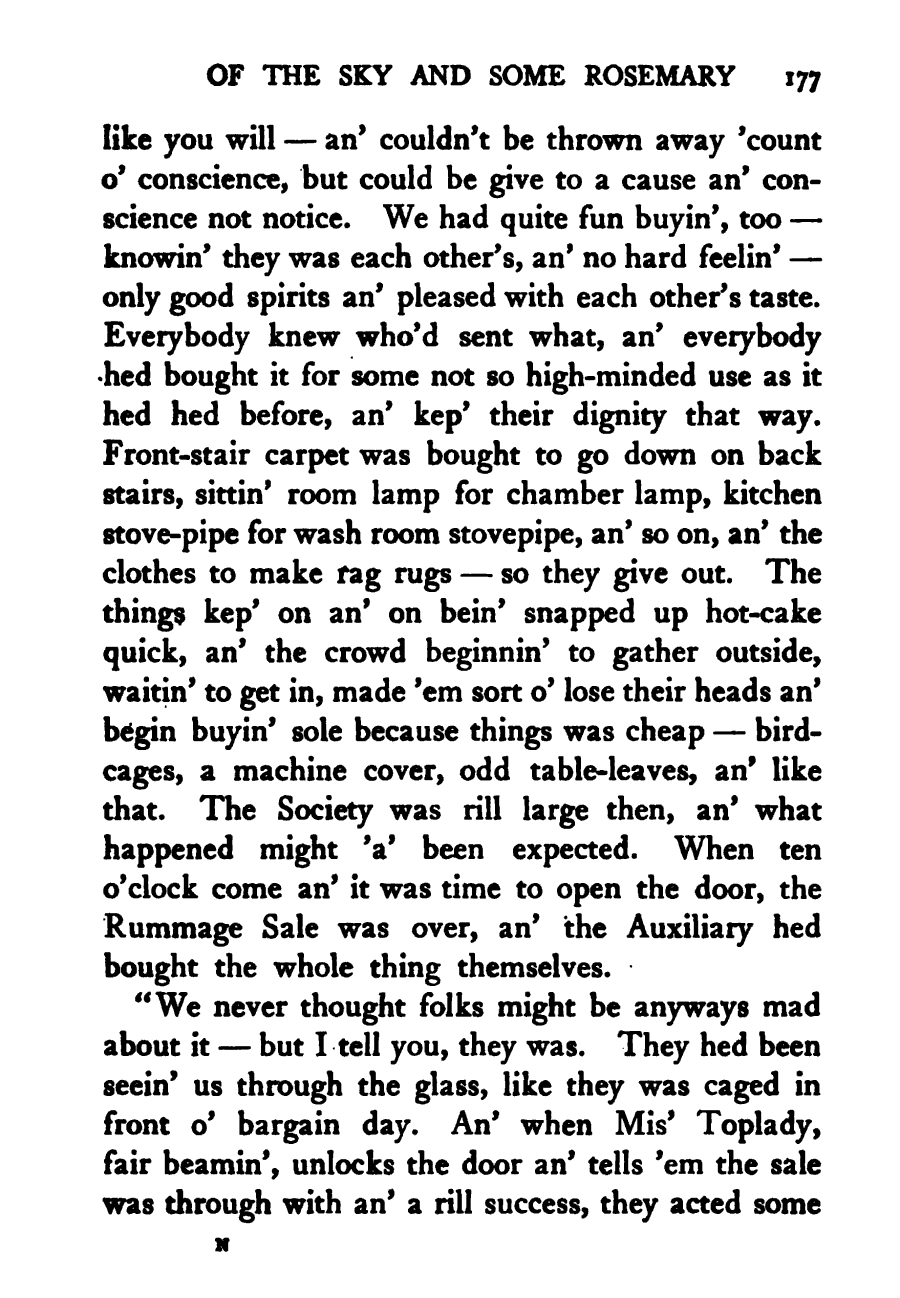 OF THE SKY AND SOME ROSEMARY 177
like you will — an' couldn't be thrown away 'count
o' conscience, but could be give to a cause an' con-
science not notice. We had quite fun buyin', too —
knowin' they was each other's, an' no hard feelin' —
only good spirits an' pleased with each other's taste.
Everybody knew who'd sent what, an' everybody
hed bought it for some not so high-minded use as it
hed hed before, an' kep' their dignity that way.
Front-stair carpet was bought to go down on back
stairs, sittin' room lamp for chamber lamp, kitchen
stove-pipe for wash room stovepipe, an' so on, an' the
clothes to make rag rugs — so they give out. The
things kep' on an' on bein' snapped up hot-cake
quick, an' the crowd beginnin' to gather outside,
waitin' to get in, made 'em sort o' lose their heads an'
begin buyin' sole because things was cheap — bird-
cages, a machine cover, odd table-leaves, an' like
that. The Society was rill large then, an' what
happened might 'a' been expected. When ten
o'clock come an' it was time to open the door, the
Rummage Sale was over, an' the Auxiliary hed
bought the whole thing themselves.
"We never thought folks might be anyways mad
about it — but I tell you, they was. They hed been
seein' us through the glass, like they was caged in
front o' bargain day. An' when Mis' Toplady,
fair beamin', unlocks the door an' tells 'em the sale
was through with an' a rill success, they acted some
N